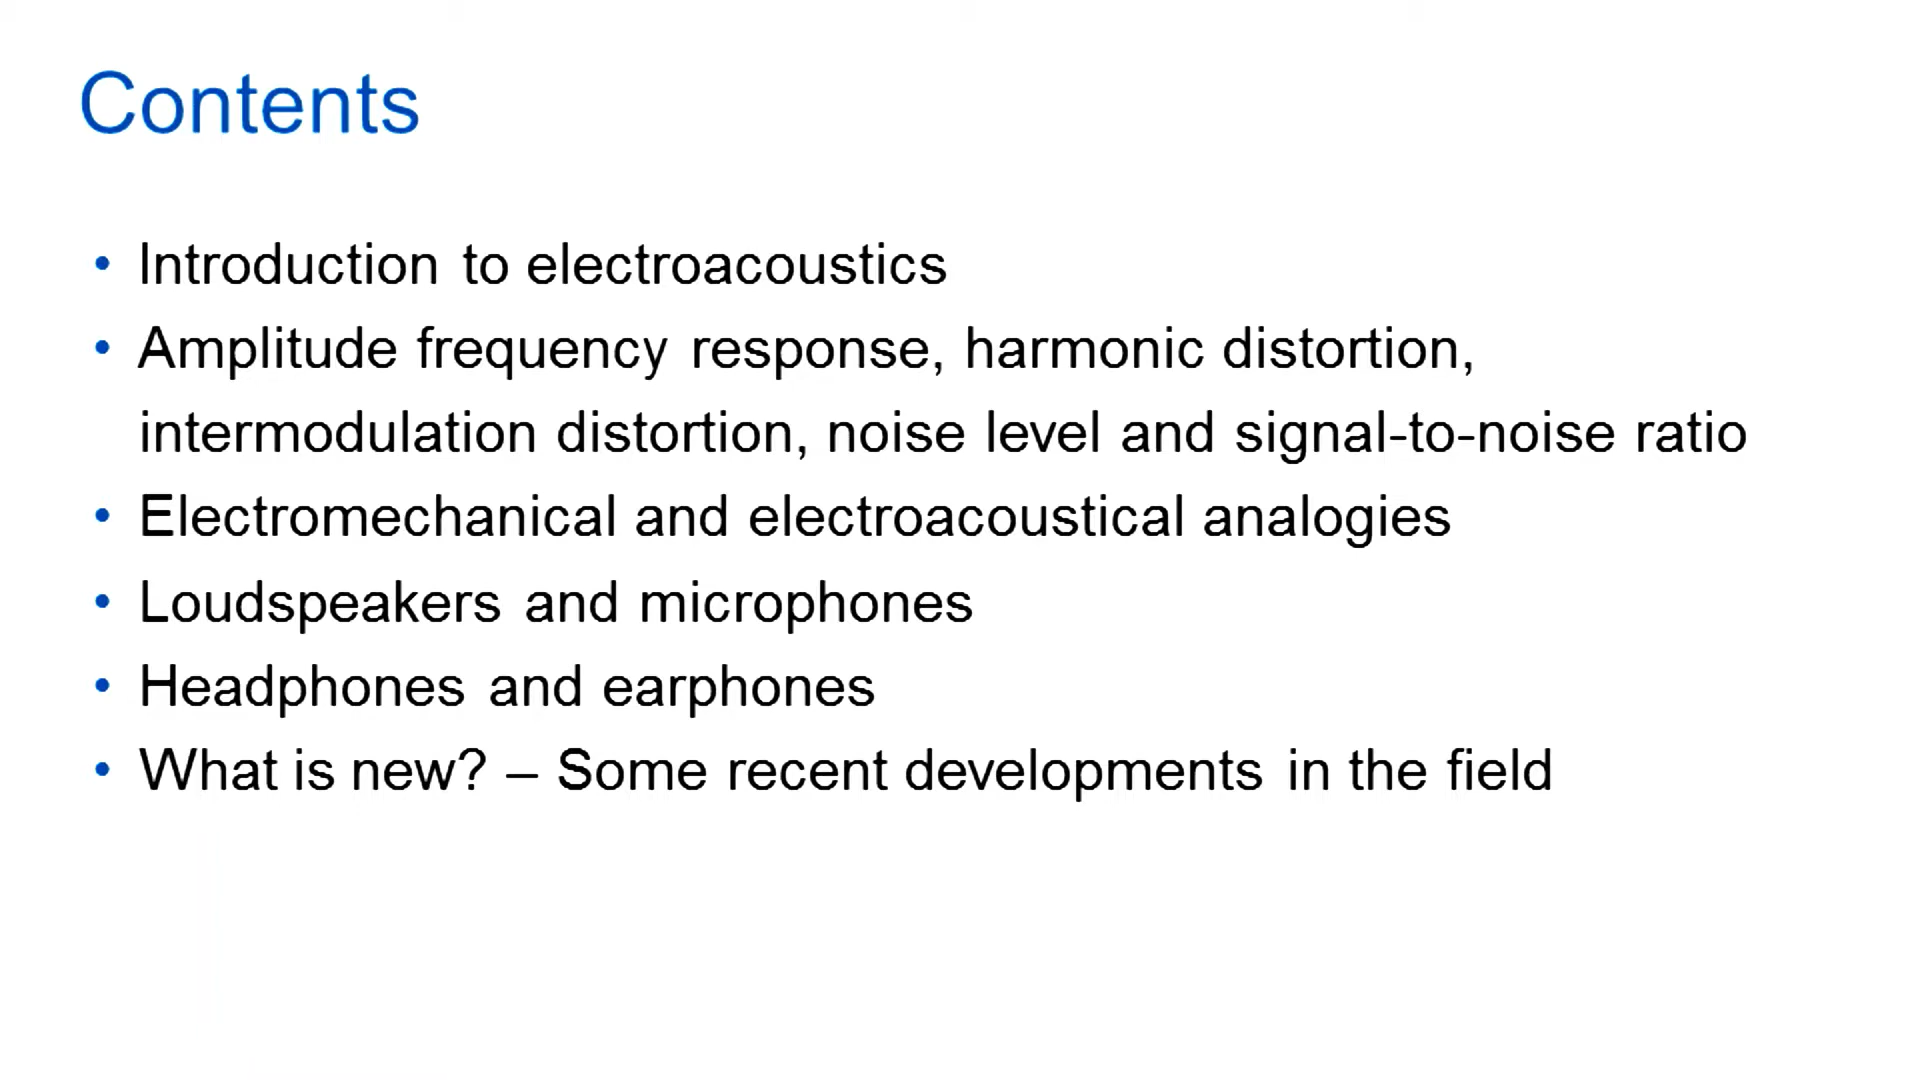 Contents
• Introduction to electroacoustics
• Amplitude frequency response, harmonic distortion,
intermodulation distortion, noise level and signal-to-noise ratio
• Electromechanical and electroacoustical analogies
• Loudspeakers and microphones
• Headphones and earphones
• What is new? – Some recent developments in the field